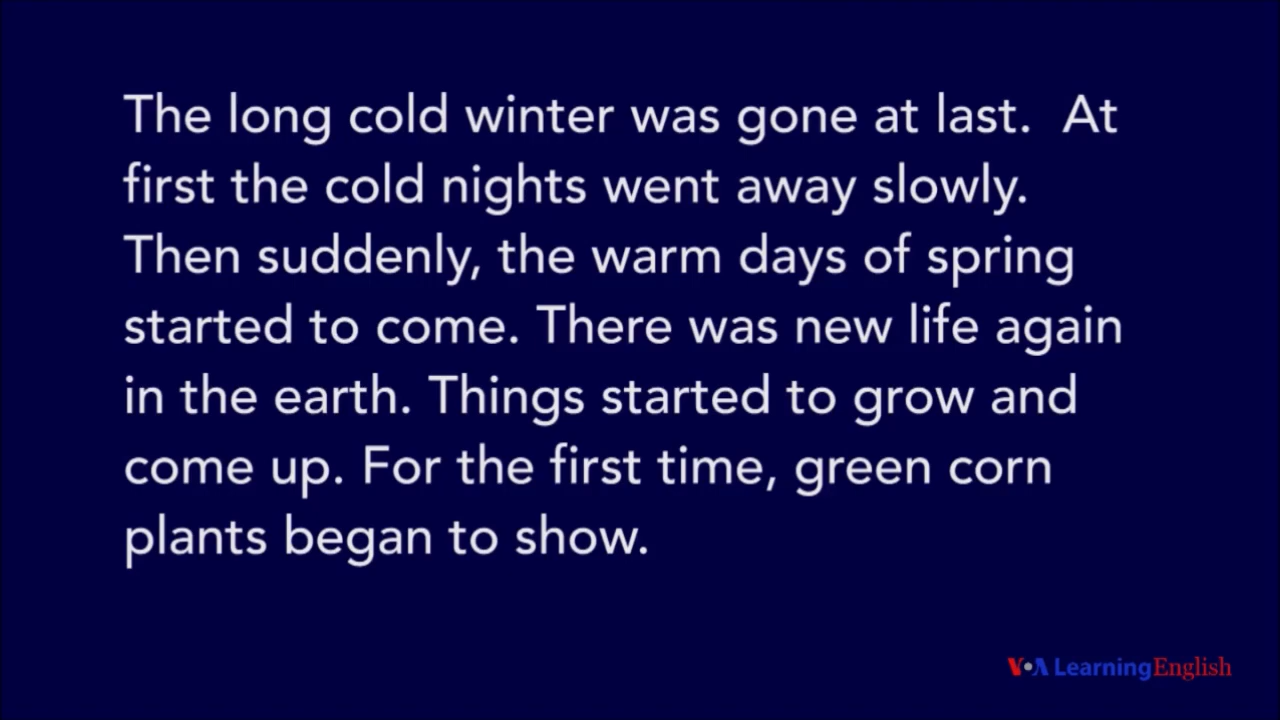 The long cold winter was gone at last.  At
first the cold nights went away slowly.
Then suddenly, the warm days of spring
started to come. There was new life again
in the earth. Things started to grow and
come up. For the first time, green corn
plants began to show.
VOA LearningEnglish